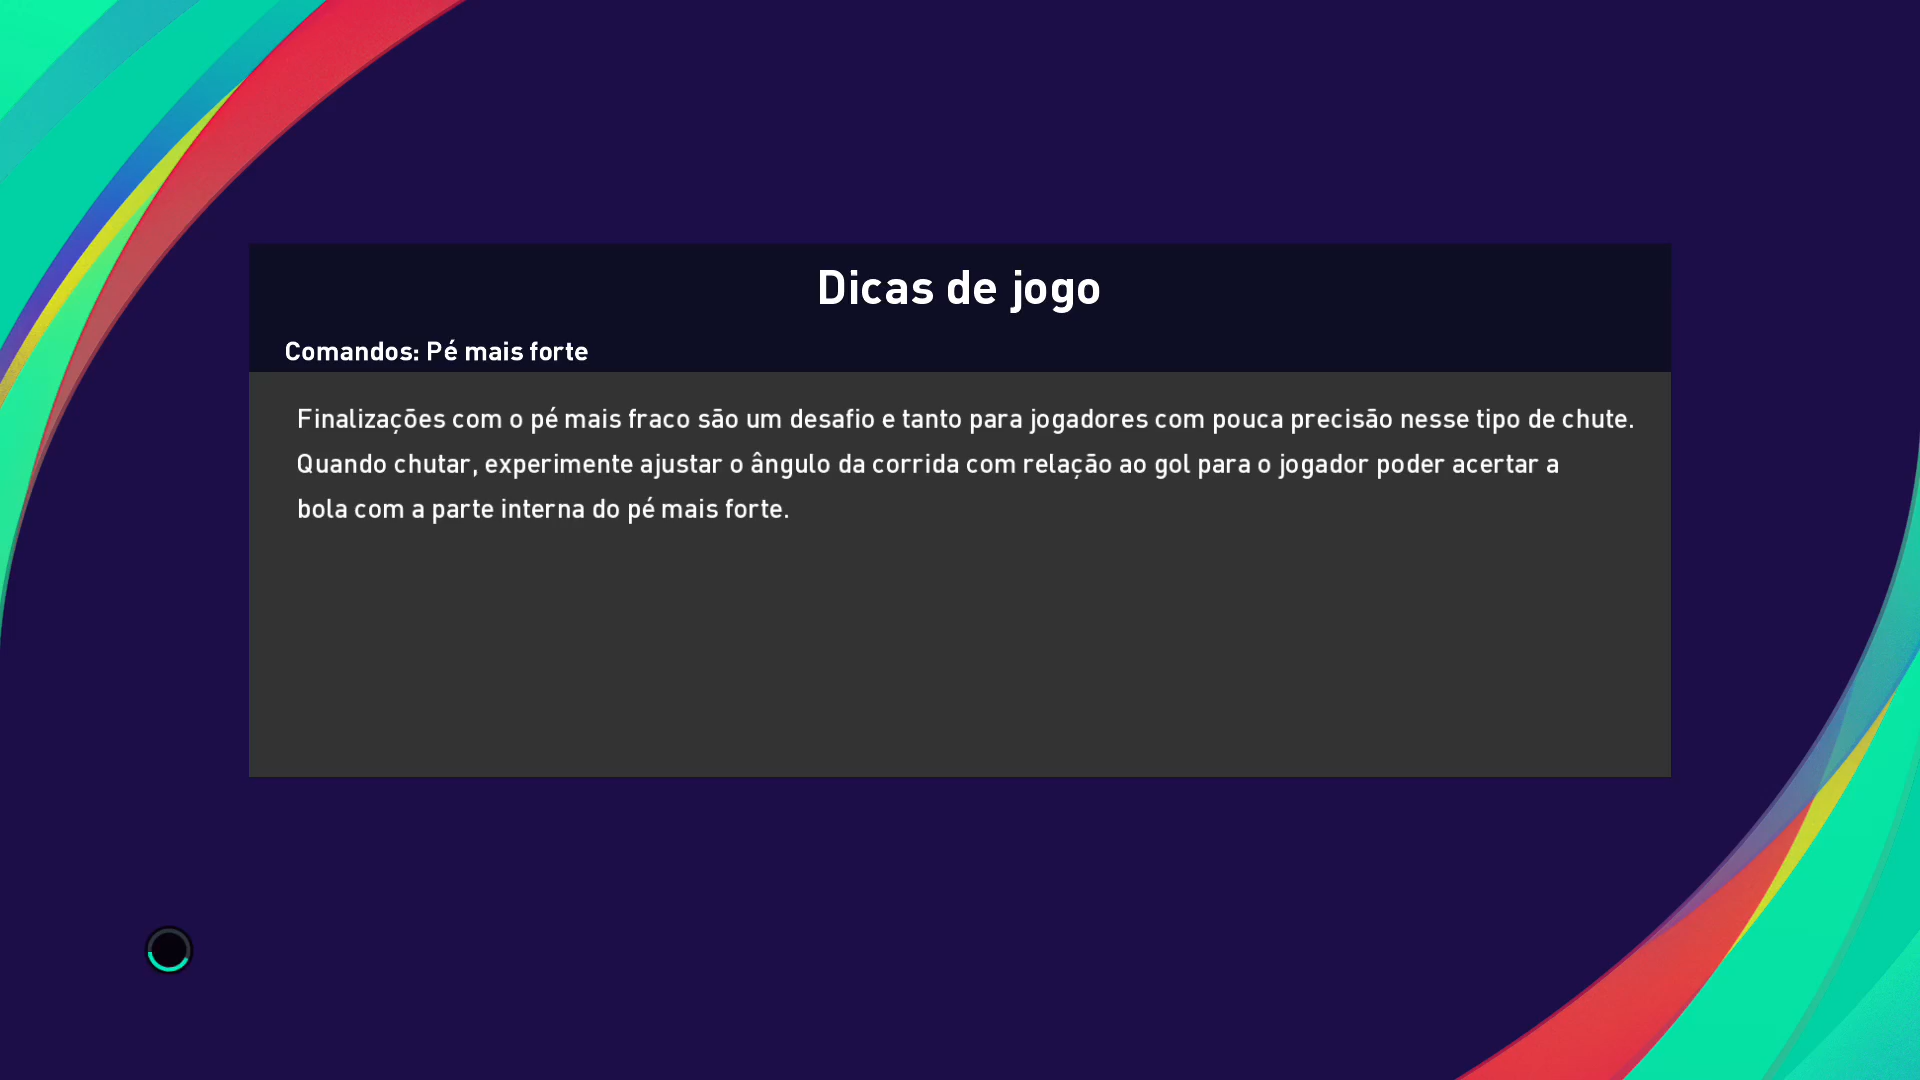 Dicas de jogo
Comandos: Pé mais forte
Finalizações com o pé mais fraco são um desafio e tanto para jogadores com pouca precisão nesse tipo de chute.
Quando chutar, experimente ajustar o ângulo da corrida com relação ao gol para o jogador poder acertar a
bola com a parte interna do pé mais forte.